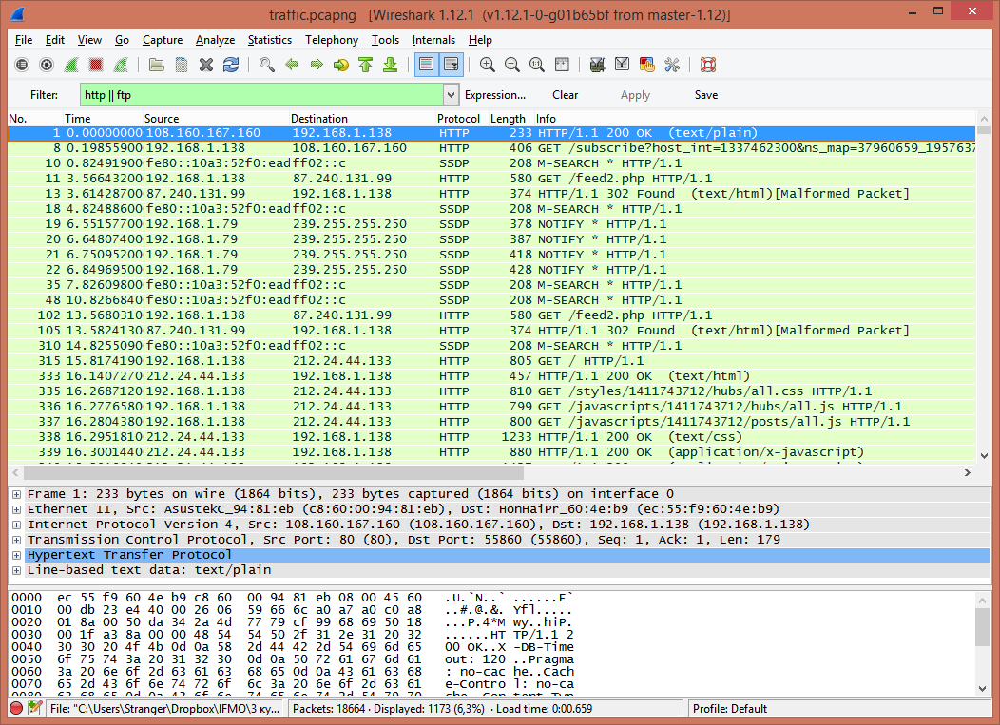 traffic.pcapng [Wireshark 1.12.1 (v1.12.1-0-g01b65bf from master-1.12)]
File Edit View Go Capture Analyze Statistics Telephony Tools Internals Help
Filter: http || ftp Expression... Clear Apply Save
No. Time Source Destination Protocol Length Info
1 0.00000000 108.160.167.160 192.168.1.138 HTTP 233 HTTP/1.1 200 OK (text/plain)
8 0.19855900 192.168.1.138 108.160.167.160 HTTP 406 GET /subscribe?host_int=1337462300&ns_map=37960659_1957637
10 0.82491900 fe80::10a3:52f0:ead ff02::c SSDP 208 M-SEARCH * HTTP/1.1
11 3.56643200 192.168.1.138 87.240.131.99 HTTP 580 GET /feed2.php HTTP/1.1
13 3.61428700 87.240.131.99 192.168.1.138 HTTP 374 HTTP/1.1 302 Found (text/html)[Malformed Packet]
18 4.82488600 fe80::10a3:52f0:ead ff02::c SSDP 208 M-SEARCH * HTTP/1.1
19 6.55157700 192.168.1.79 239.255.255.250 SSDP 378 NOTIFY * HTTP/1.1
20 6.64807400 192.168.1.79 239.255.255.250 SSDP 387 NOTIFY * HTTP/1.1
21 6.75095200 192.168.1.79 239.255.255.250 SSDP 418 NOTIFY * HTTP/1.1
22 6.84969500 192.168.1.79 239.255.255.250 SSDP 428 NOTIFY * HTTP/1.1
35 7.82609800 fe80::10a3:52f0:ead ff02::c SSDP 208 M-SEARCH * HTTP/1.1
48 10.8266840 fe80::10a3:52f0:ead ff02::c SSDP 208 M-SEARCH * HTTP/1.1
102 13.5680310 192.168.1.138 87.240.131.99 HTTP 580 GET /feed2.php HTTP/1.1
105 13.5824130 87.240.131.99 192.168.1.138 HTTP 374 HTTP/1.1 302 Found (text/html)[Malformed Packet]
310 14.8255090 fe80::10a3:52f0:ead ff02::c SSDP 208 M-SEARCH * HTTP/1.1
315 15.8174190 192.168.1.138 212.24.44.133 HTTP 805 GET / HTTP/1.1
333 16.1407270 212.24.44.133 192.168.1.138 HTTP 457 HTTP/1.1 200 OK (text/html)
335 16.2687120 192.168.1.138 212.24.44.133 HTTP 810 GET /styles/1411743712/hubs/all.css HTTP/1.1
336 16.2776580 192.168.1.138 212.24.44.133 HTTP 799 GET /javascripts/1411743712/hubs/all.js HTTP/1.1
337 16.2804380 192.168.1.138 212.24.44.133 HTTP 800 GET /javascripts/1411743712/posts/all.js HTTP/1.1
338 16.2951810 212.24.44.133 192.168.1.138 HTTP 1233 HTTP/1.1 200 OK (text/css)
339 16.3001440 212.24.44.133 192.168.1.138 HTTP 880 HTTP/1.1 200 OK (application/x-javascript)
Frame 1: 233 bytes on wire (1864 bits), 233 bytes captured (1864 bits) on interface 0
Ethernet II, Src: AsustekC_94:81:eb (c8:60:00:94:81:eb), Dst: HonHaiPr_60:4e:b9 (ec:55:f9:60:4e:b9)
Internet Protocol Version 4, Src: 108.160.167.160 (108.160.167.160), Dst: 192.168.1.138 (192.168.1.138)
Transmission Control Protocol, Src Port: 80 (80), Dst Port: 55860 (55860), Seq: 1, Ack: 1, Len: 179
Hypertext Transfer Protocol
Line-based text data: text/plain
0000 ec 55 f9 60 4e b9 c8 60 00 94 81 eb 08 00 45 60 .U.`N..` ......E`
0010 00 db 23 e4 40 00 26 06 59 66 6c a0 a7 a0 c0 a8 ..#.@.&. Yfl.....
0020 01 8a 00 50 da 34 2a 4d 77 79 cf 99 68 69 50 18 ...P.4*M wy..hiP.
0030 00 1f a3 8a 00 00 48 54 54 50 2f 31 2e 31 20 32 ......HT TP/1.1 2
0040 30 30 20 4f 4b 0d 0a 58 2d 44 42 2d 54 69 6d 65 00 OK..X -DB-Time
0050 6f 75 74 3a 20 31 32 30 0d 0a 50 72 61 67 6d 61 out: 120 ..Pragma
0060 3a 20 6e 6f 2d 63 61 63 68 65 0d 0a 43 61 63 68 : no-cac he..Cach
0070 65 2d 43 6f 6e 74 72 6f 6c 3a 20 6e 6f 2d 63 61 e-Contro l: no-ca
0080 63 68 65 0d 0a 43 6f 6e 74 65 6e 74 2d 54 79 70 che..Con tent-Typ
File: "C:\Users\Stranger\Dropbox\IFMO\3 ку... Packets: 18664 · Displayed: 1173 (6,3%) · Load time: 0:00.659 Profile: Default